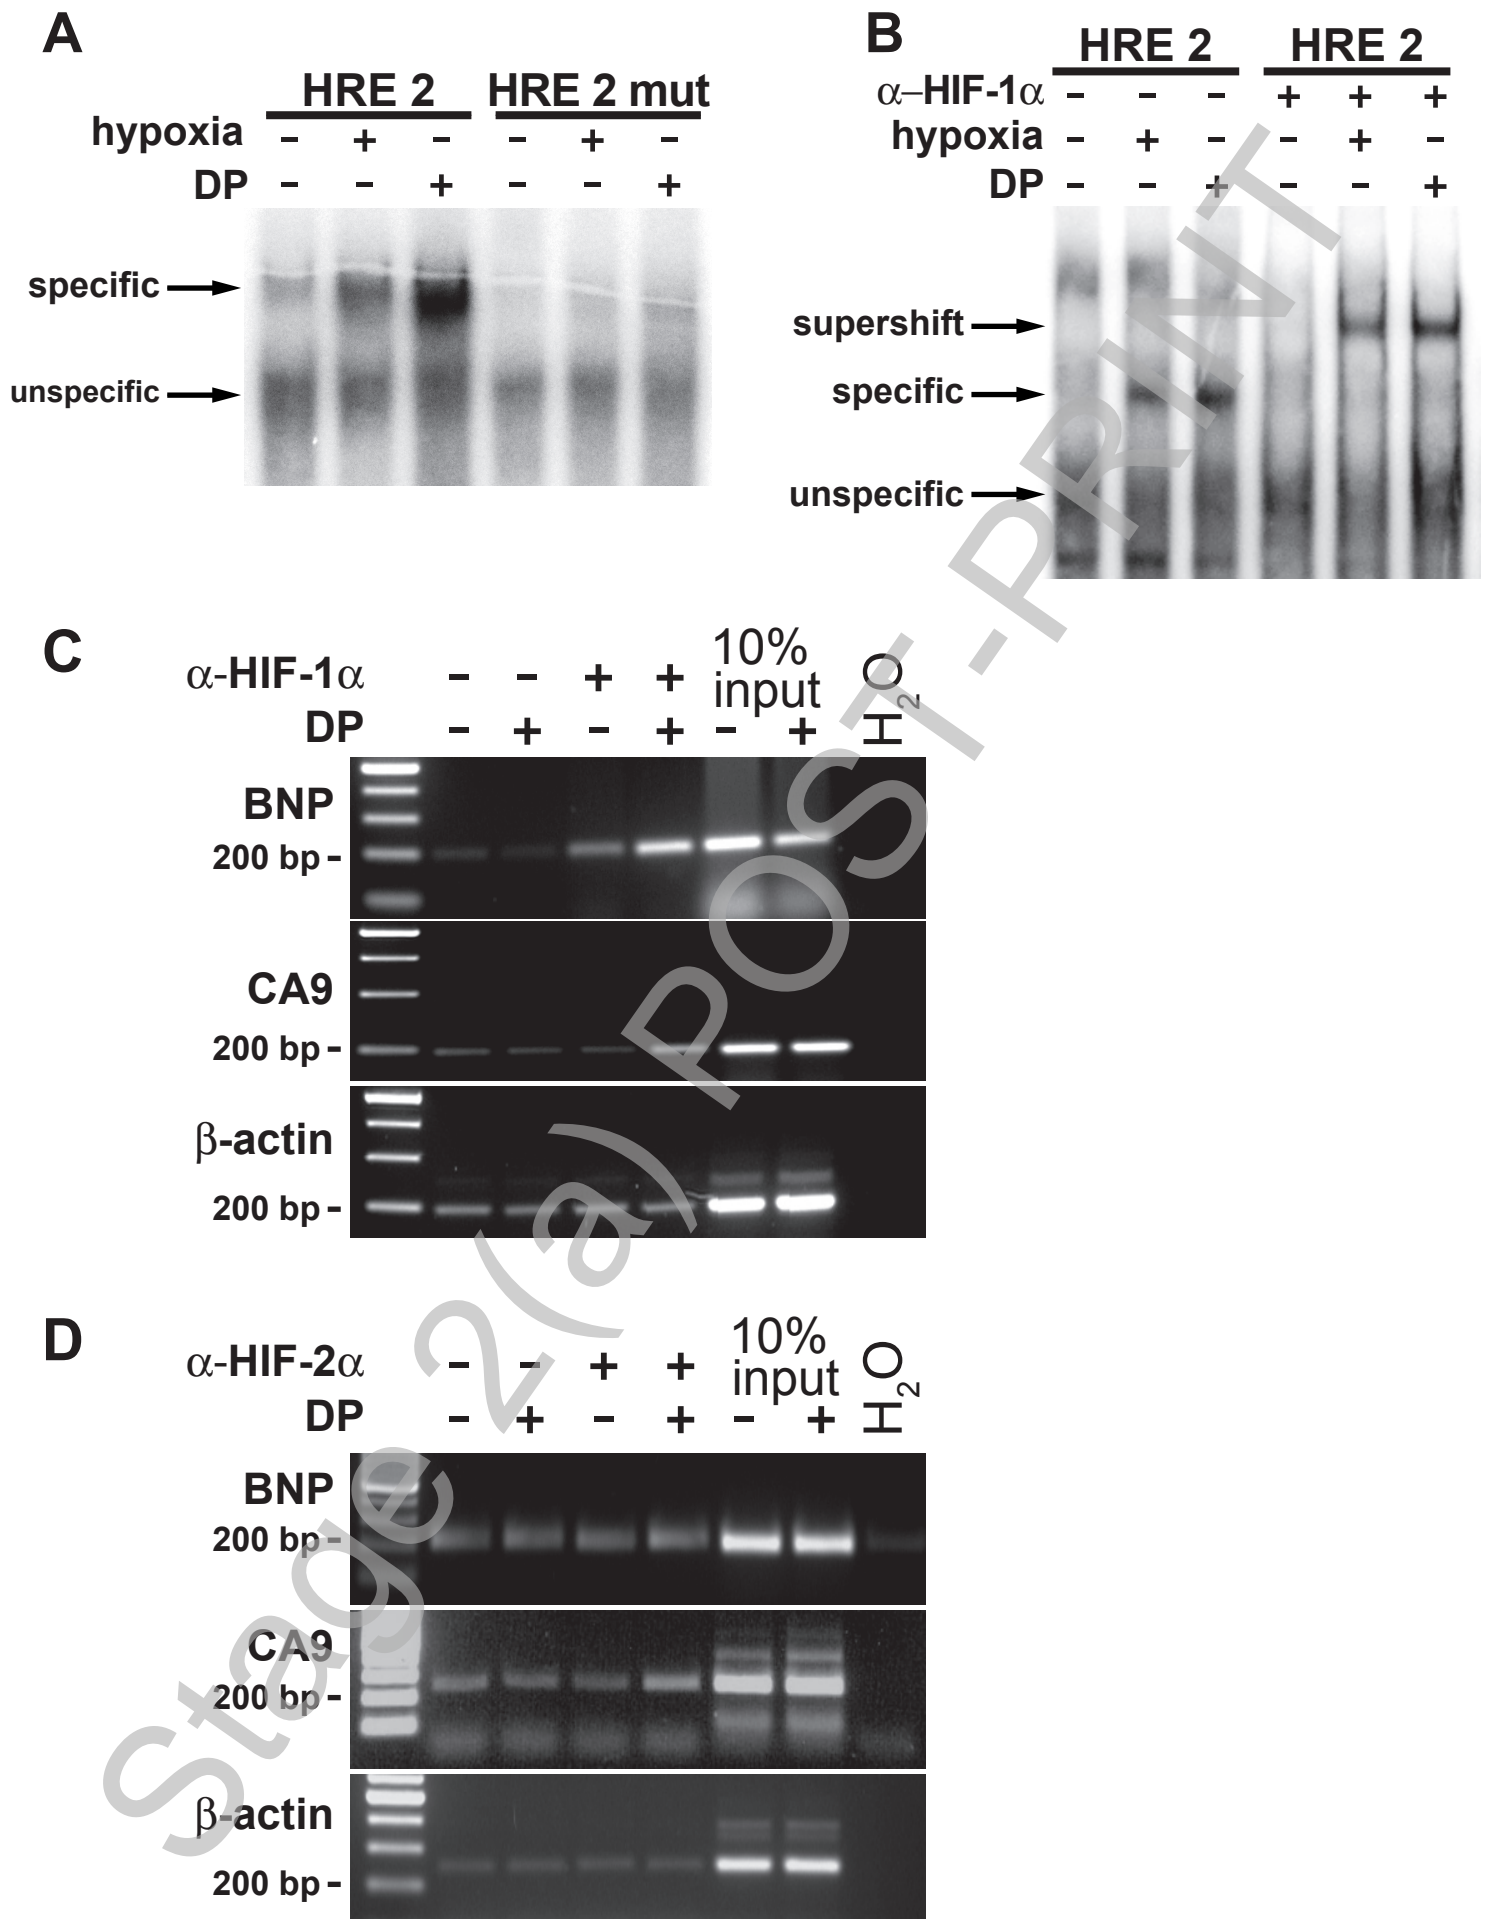 A
HRE 2 HRE 2 mut
hypoxia - + - - + -
DP - - + - - +
specific
unspecific
B
HRE 2 HRE 2
α–HIF-1α - - - + + +
hypoxia - + - - + -
DP - - + - - +
supershift
specific
unspecific
C
10%
input
H2O
α-HIF-1α - - + +
DP - + - + - +
BNP
200 bp -
CA9
200 bp -
β-actin
200 bp -
D
10%
input
H2O
α-HIF-2α - - + +
DP - + - + - +
BNP
200 bp -
CA9
200 bp -
β-actin
200 bp -
Stage 2(a) POST-PRINT